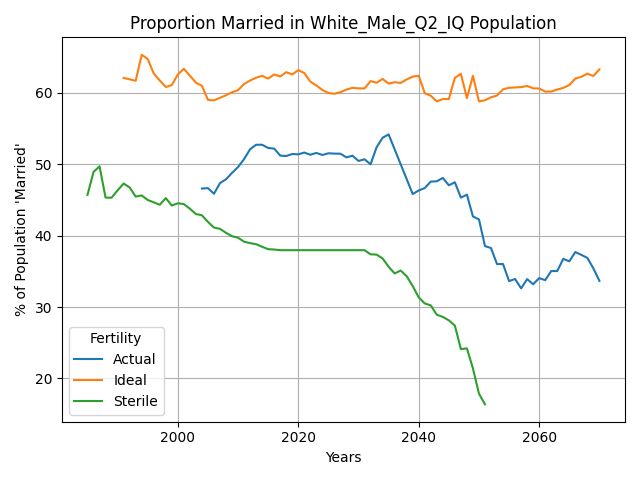 Proportion Married in White_Male_Q2_IQ Population
% of Population 'Married'
60
50
40
30
20
Fertility
Actual
Ideal
Sterile
2000
2020
2040
2060
Years